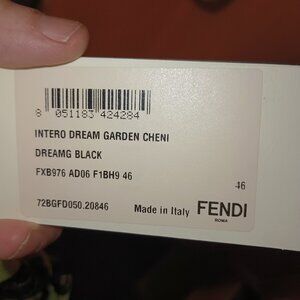 8 051183 424284
INTERO DREAM GARDEN CHENI
DREAMG BLACK
FXB976 AD06 F1BH9 46
46
72BGFD050.20846 Made in Italy FENDI
ROMA